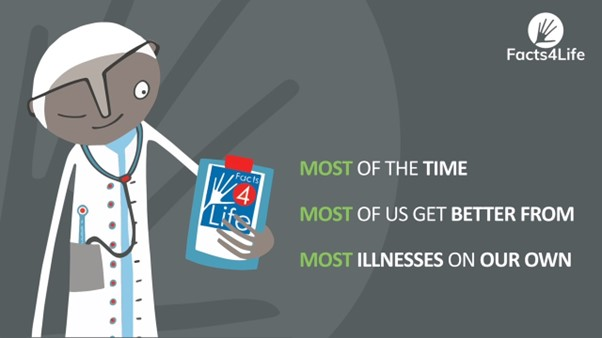 Facts4Life
Facts
4
Life
MOST OF THE TIME
MOST OF US GET BETTER FROM
MOST ILLNESSES ON OUR OWN